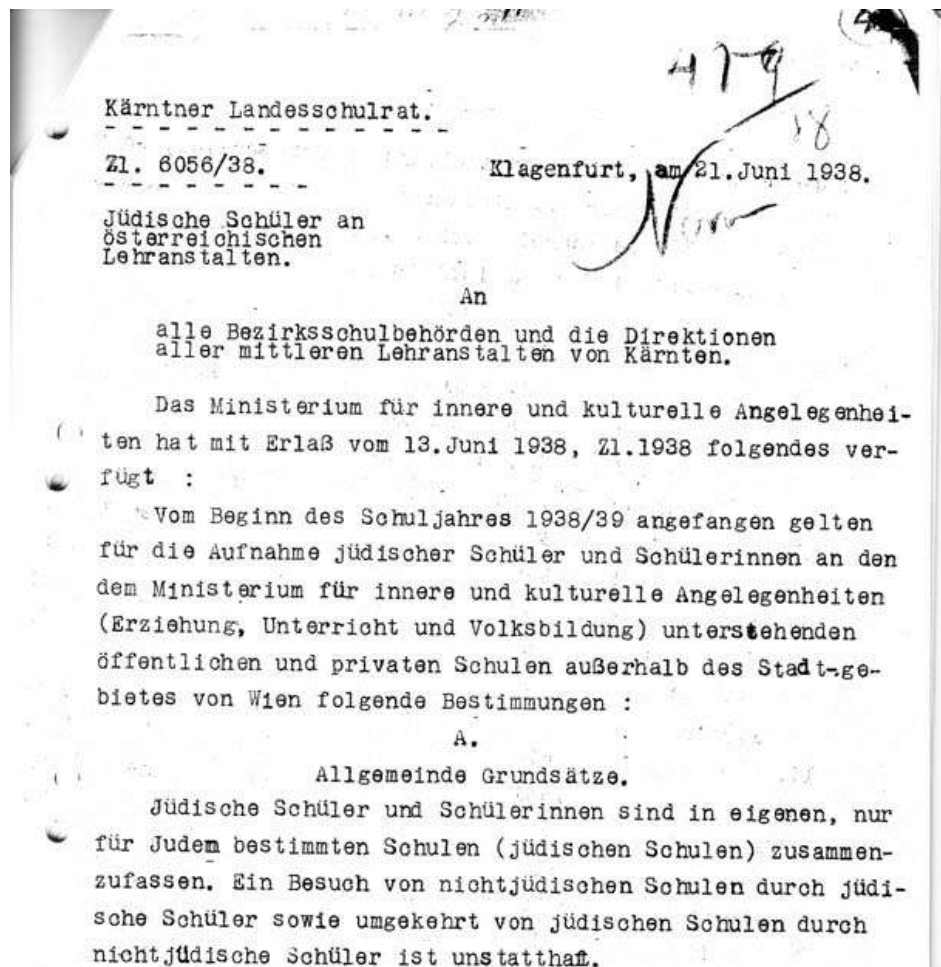 479
38
Kärntner Landesschulrat.
Zl. 6056/38.
Klagenfurt, am 21.Juni 1938.
Jüdische Schüler an
österreichischen
Lehranstalten.
An
alle Bezirksschulbehörden und die Direktionen
aller mittleren Lehranstalten von Kärnten.
Das Ministerium für innere und kulturelle Angelegenhei-
ten hat mit Erlaß vom 13.Juni 1938, Zl.1938 folgendes ver-
fügt :
Vom Beginn des Schuljahres 1938/39 angefangen gelten
für die Aufnahme jüdischer Schüler und Schülerinnen an den
dem Ministerium für innere und kulturelle Angelegenheiten
(Erziehung, Unterricht und Volksbildung) unterstehenden
öffentlichen und privaten Schulen außerhalb des Stadt-ge-
bietes von Wien folgende Bestimmungen :
A.
Allgemeinde Grundsätze.
Jüdische Schüler und Schülerinnen sind in eigenen, nur
für Judem bestimmten Schulen (jüdischen Schulen) zusammen-
zufassen. Ein Besuch von nichtjüdischen Schulen durch jüdi-
sche Schüler sowie umgekehrt von jüdischen Schulen durch
nichtjüdische Schüler ist unstatthaft.